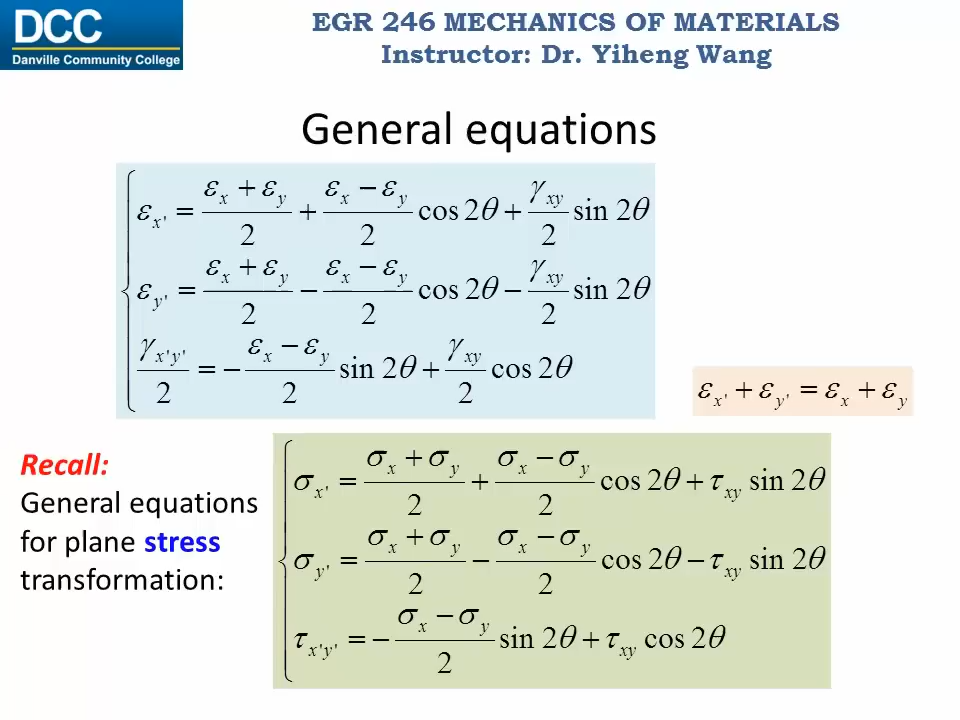 DCC
Danville Community College
EGR 246 MECHANICS OF MATERIALS
Instructor: Dr. Yiheng Wang
General equations
ε_x' = (ε_x + ε_y)/2 + (ε_x − ε_y)/2 cos 2θ + γ_xy/2 sin 2θ
ε_y' = (ε_x + ε_y)/2 − (ε_x − ε_y)/2 cos 2θ − γ_xy/2 sin 2θ
γ_x'y'/2 = −(ε_x − ε_y)/2 sin 2θ + γ_xy/2 cos 2θ
ε_x' + ε_y' = ε_x + ε_y
Recall:
General equations
for plane stress
transformation:
σ_x' = (σ_x + σ_y)/2 + (σ_x − σ_y)/2 cos 2θ + τ_xy sin 2θ
σ_y' = (σ_x + σ_y)/2 − (σ_x − σ_y)/2 cos 2θ − τ_xy sin 2θ
τ_x'y' = −(σ_x − σ_y)/2 sin 2θ + τ_xy cos 2θ